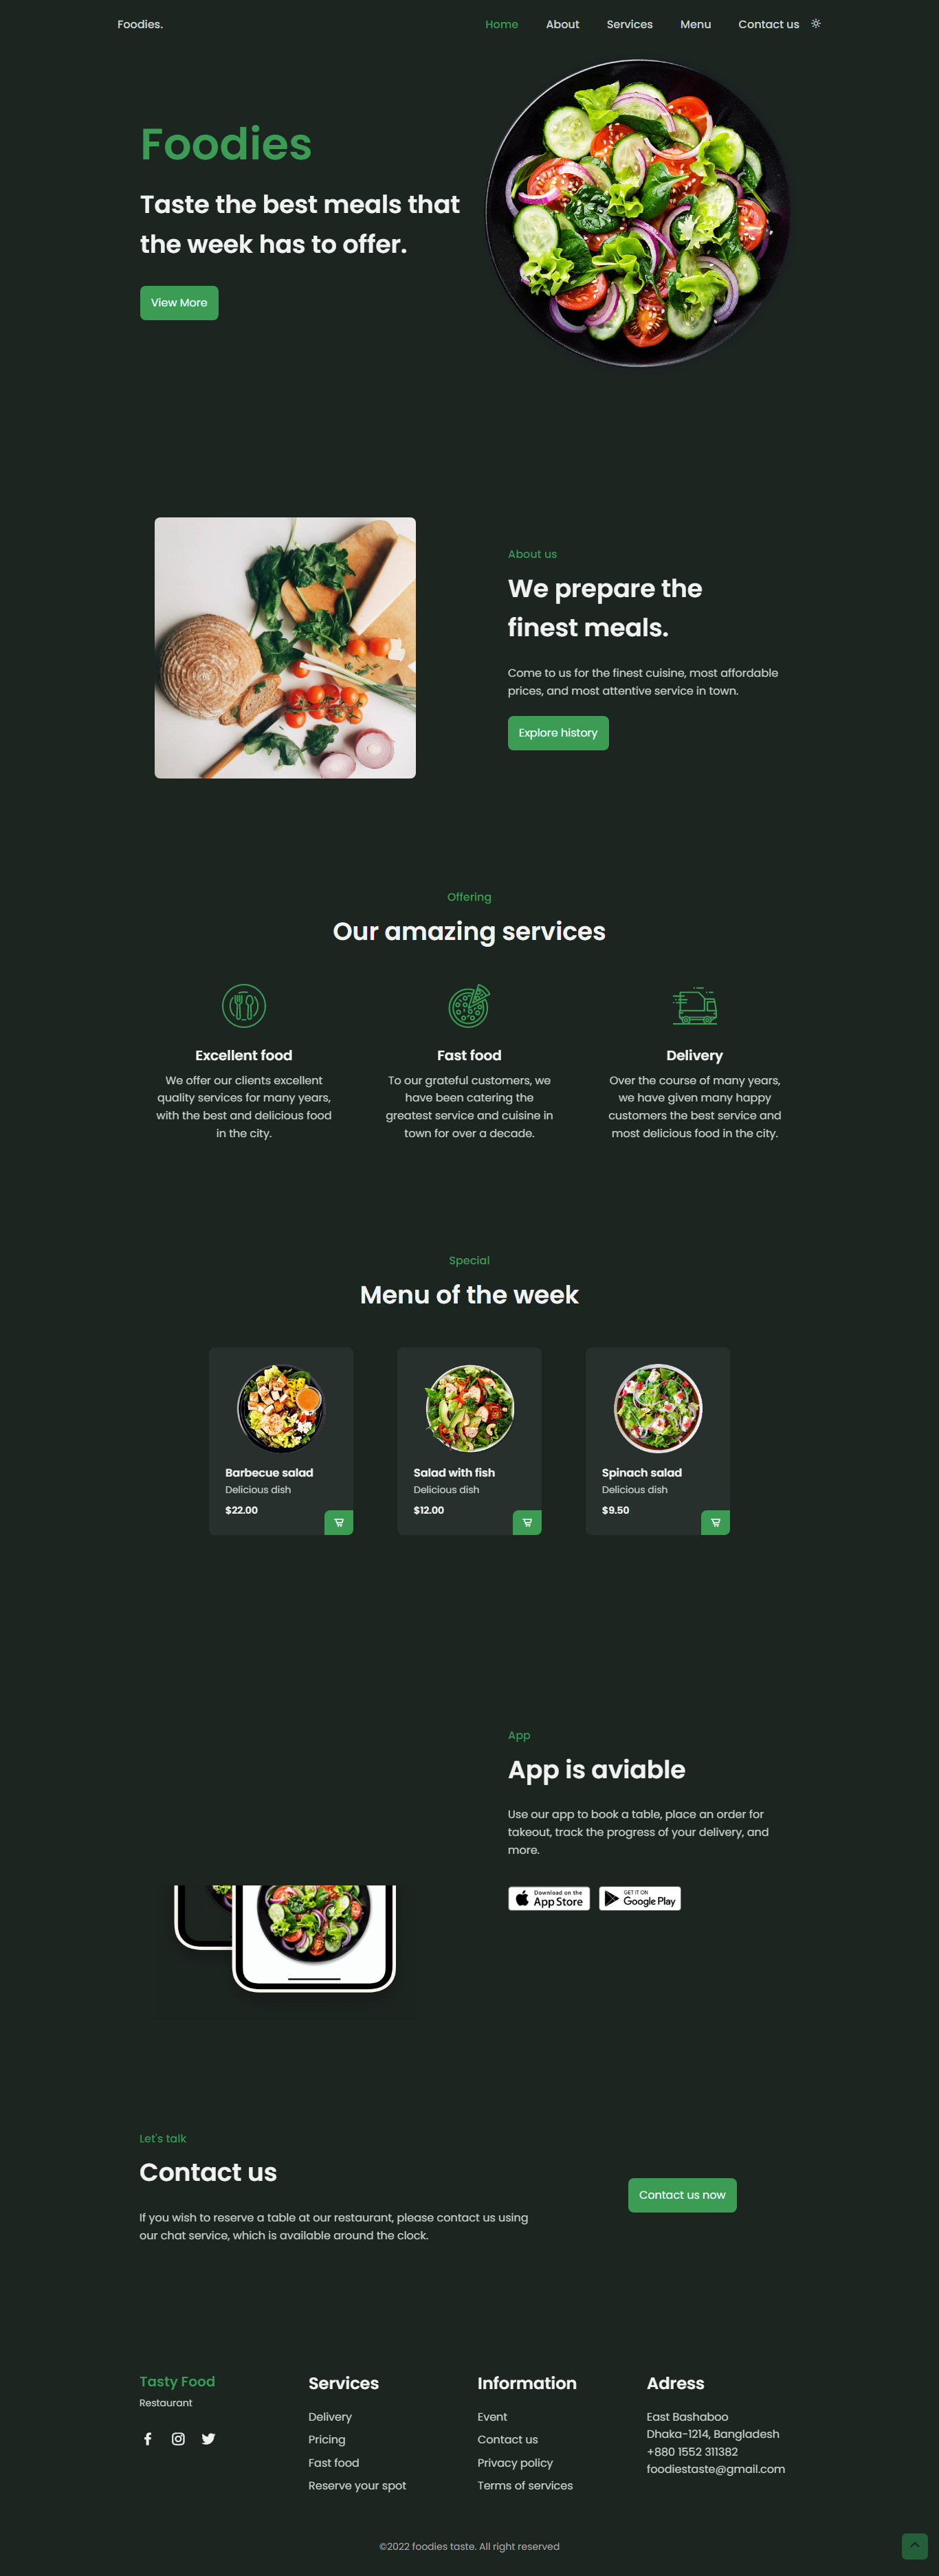 Foodies.
Home
About
Services
Menu
Contact us
Foodies
Taste the best meals that
the week has to offer.
View More
About us
We prepare the
finest meals.
Come to us for the finest cuisine, most affordable
prices, and most attentive service in town.
Explore history
Offering
Our amazing services
Excellent food
We offer our clients excellent
quality services for many years,
with the best and delicious food
in the city.
Fast food
To our grateful customers, we
have been catering the
greatest service and cuisine in
town for over a decade.
Delivery
Over the course of many years,
we have given many happy
customers the best service and
most delicious food in the city.
Special
Menu of the week
Barbecue salad
Delicious dish
$22.00
Salad with fish
Delicious dish
$12.00
Spinach salad
Delicious dish
$9.50
App
App is aviable
Use our app to book a table, place an order for
takeout, track the progress of your delivery, and
more.
Download on the
App Store
GET IT ON
Google Play
Let's talk
Contact us
If you wish to reserve a table at our restaurant, please contact us using
our chat service, which is available around the clock.
Contact us now
Tasty Food
Restaurant
Services
Delivery
Pricing
Fast food
Reserve your spot
Information
Event
Contact us
Privacy policy
Terms of services
Adress
East Bashaboo
Dhaka-1214, Bangladesh
+880 1552 311382
foodiestaste@gmail.com
©2022 foodies taste. All right reserved